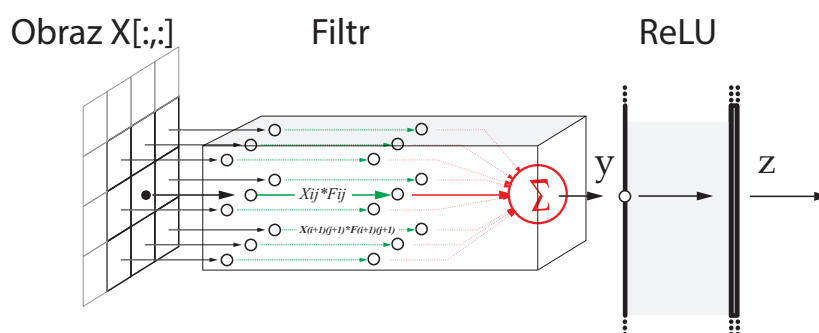 Obraz X[:,:]
Filtr
ReLU
y
z
Xij*Fij
Σ
X(i+1)(j+1)*F(i+1)(j+1)